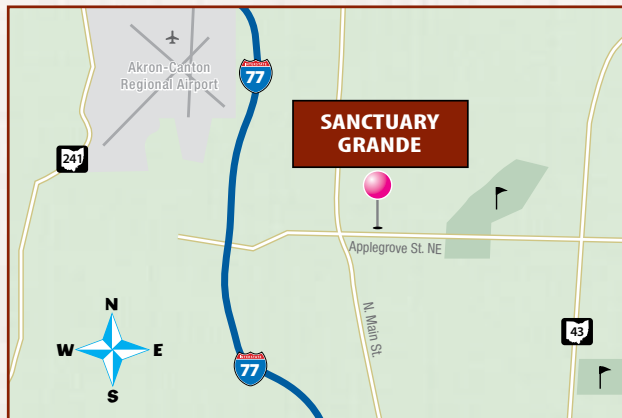 Akron-Canton
Regional Airport
77
241
SANCTUARY
GRANDE
Applegrove St. NE
N. Main St.
43
N
W
E
S
77